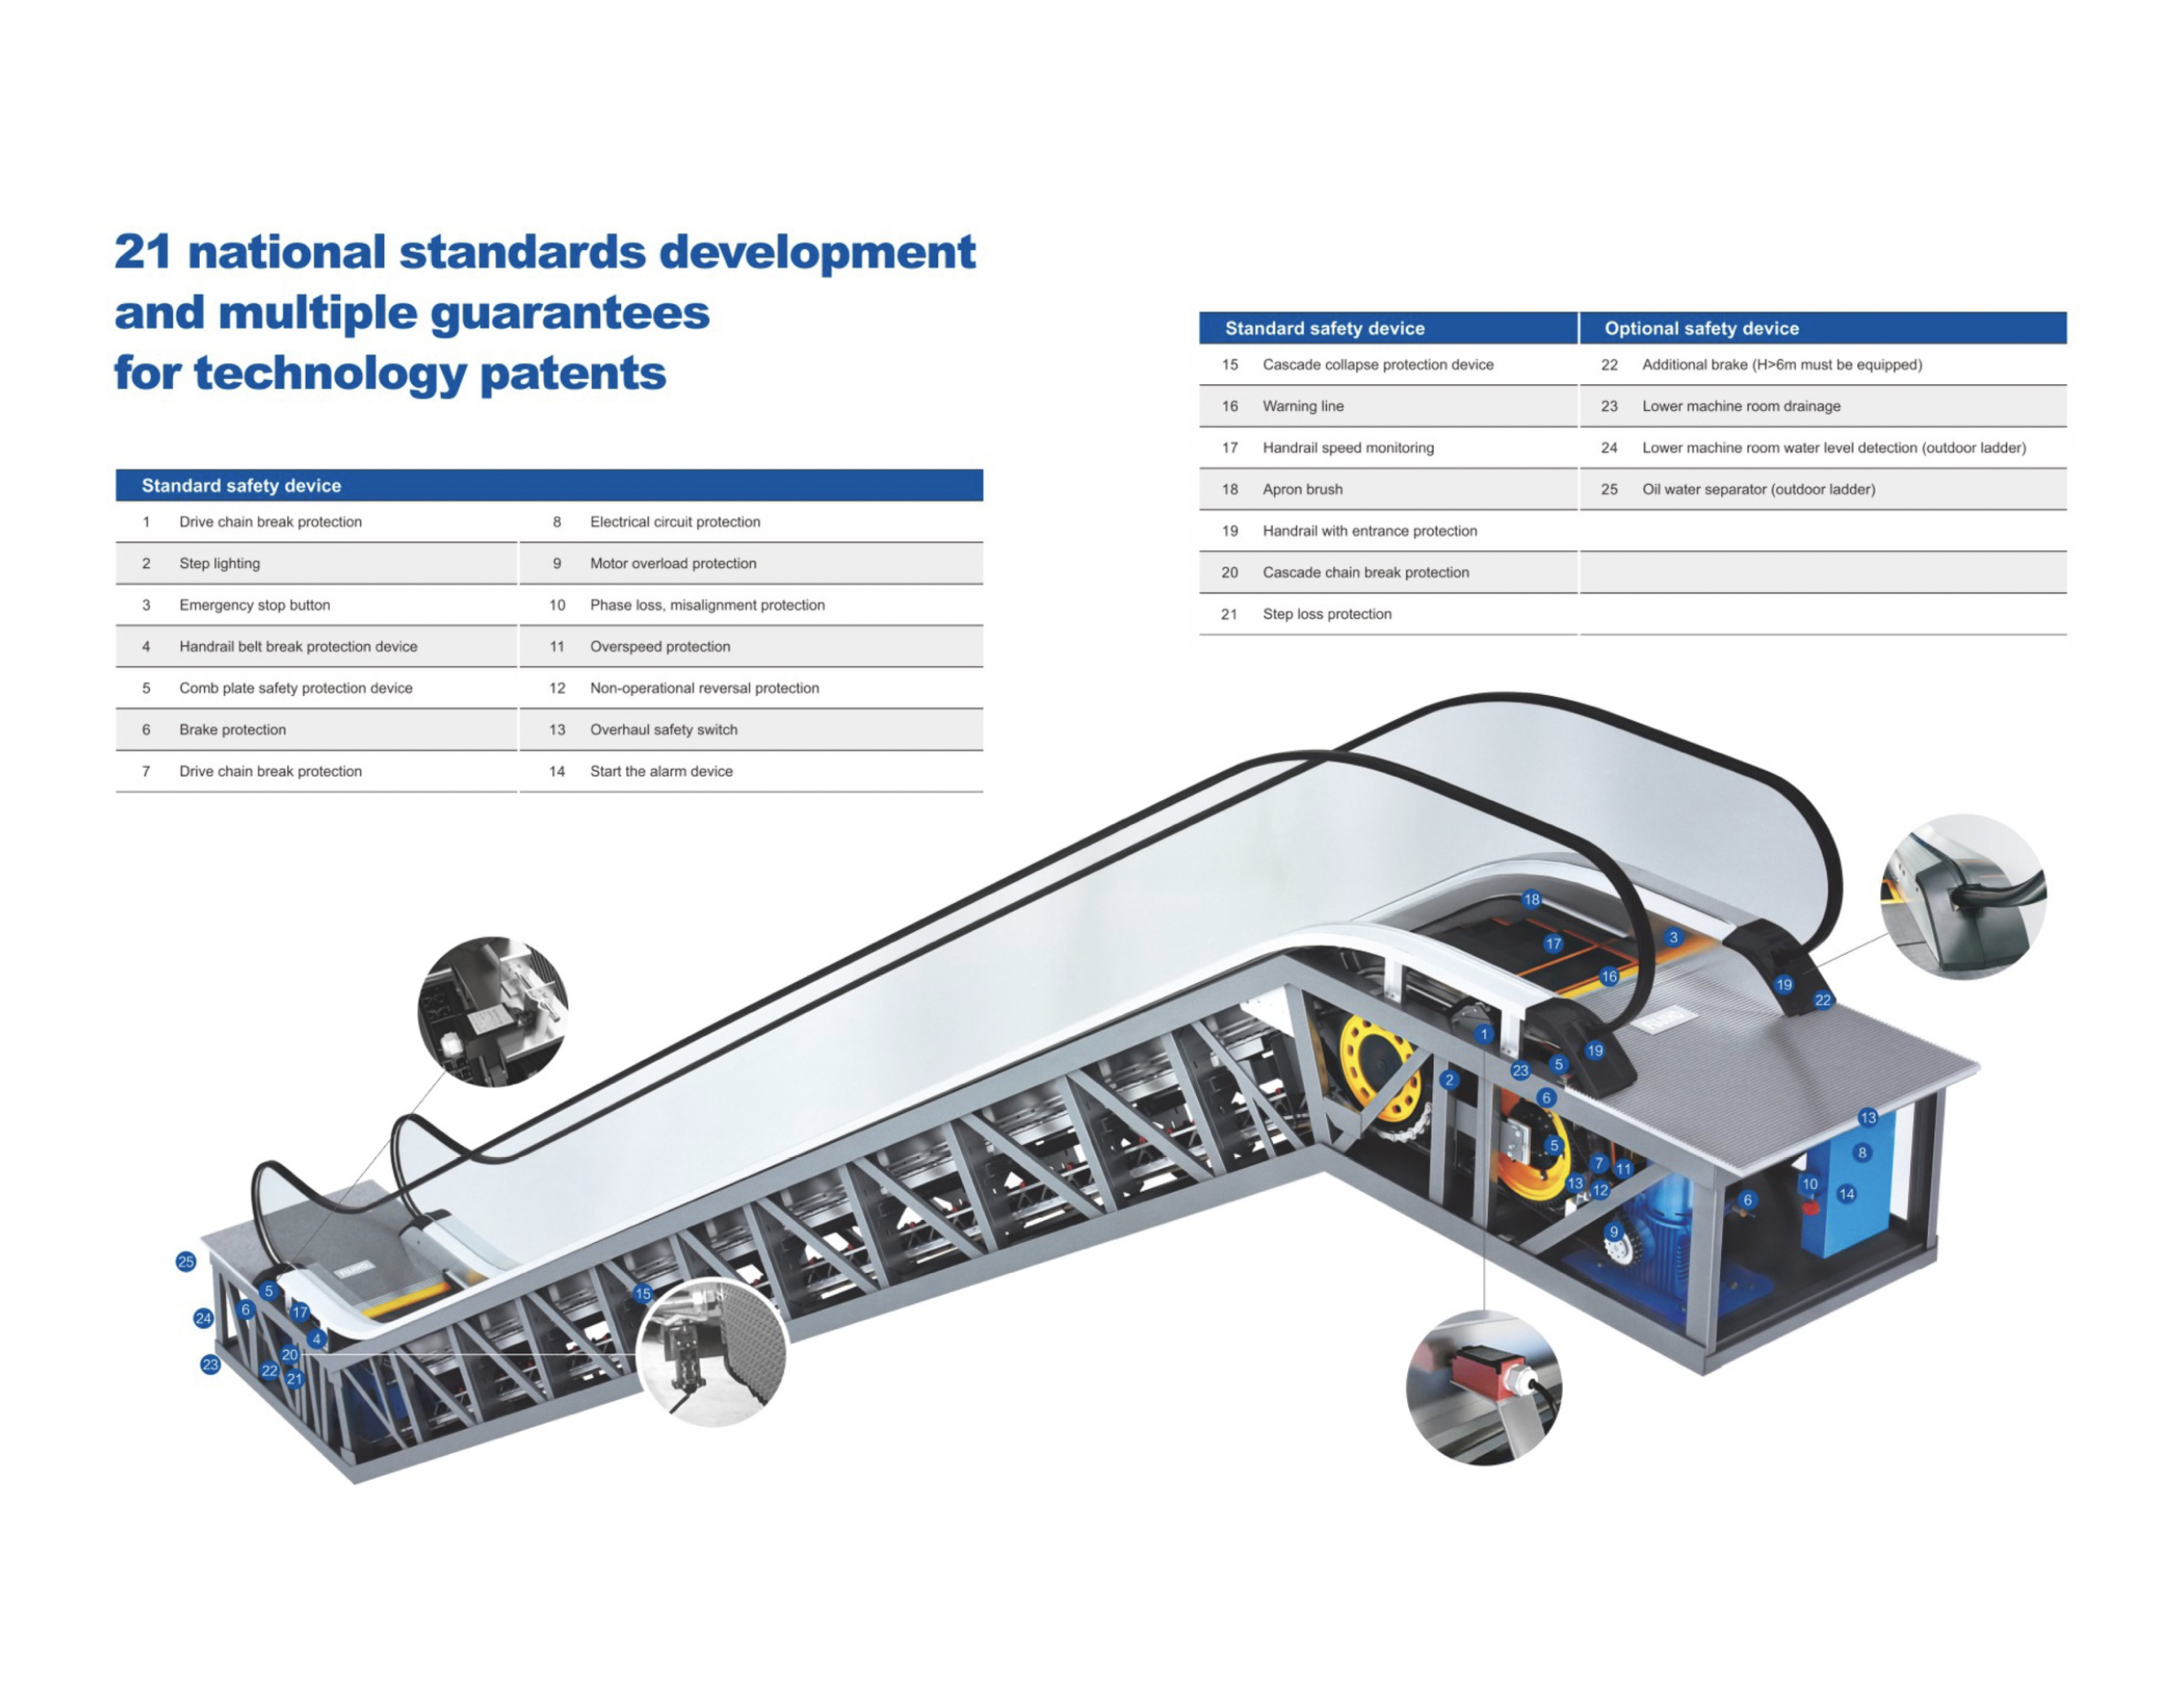 21 national standards development
and multiple guarantees
for technology patents
Standard safety device
1 Drive chain break protection
8 Electrical circuit protection
2 Step lighting
9 Motor overload protection
3 Emergency stop button
10 Phase loss, misalignment protection
4 Handrail belt break protection device
11 Overspeed protection
5 Comb plate safety protection device
12 Non-operational reversal protection
6 Brake protection
13 Overhaul safety switch
7 Drive chain break protection
14 Start the alarm device
Standard safety device
Optional safety device
15 Cascade collapse protection device
22 Additional brake (H>6m must be equipped)
16 Warning line
23 Lower machine room drainage
17 Handrail speed monitoring
24 Lower machine room water level detection (outdoor ladder)
18 Apron brush
25 Oil water separator (outdoor ladder)
19 Handrail with entrance protection
20 Cascade chain break protection
21 Step loss protection
18
17
3
16
19
22
1
19
5
23
2
6
13
5
8
7
11
10
14
13
12
6
9
25
5
15
6
17
24
4
20
23
22
21